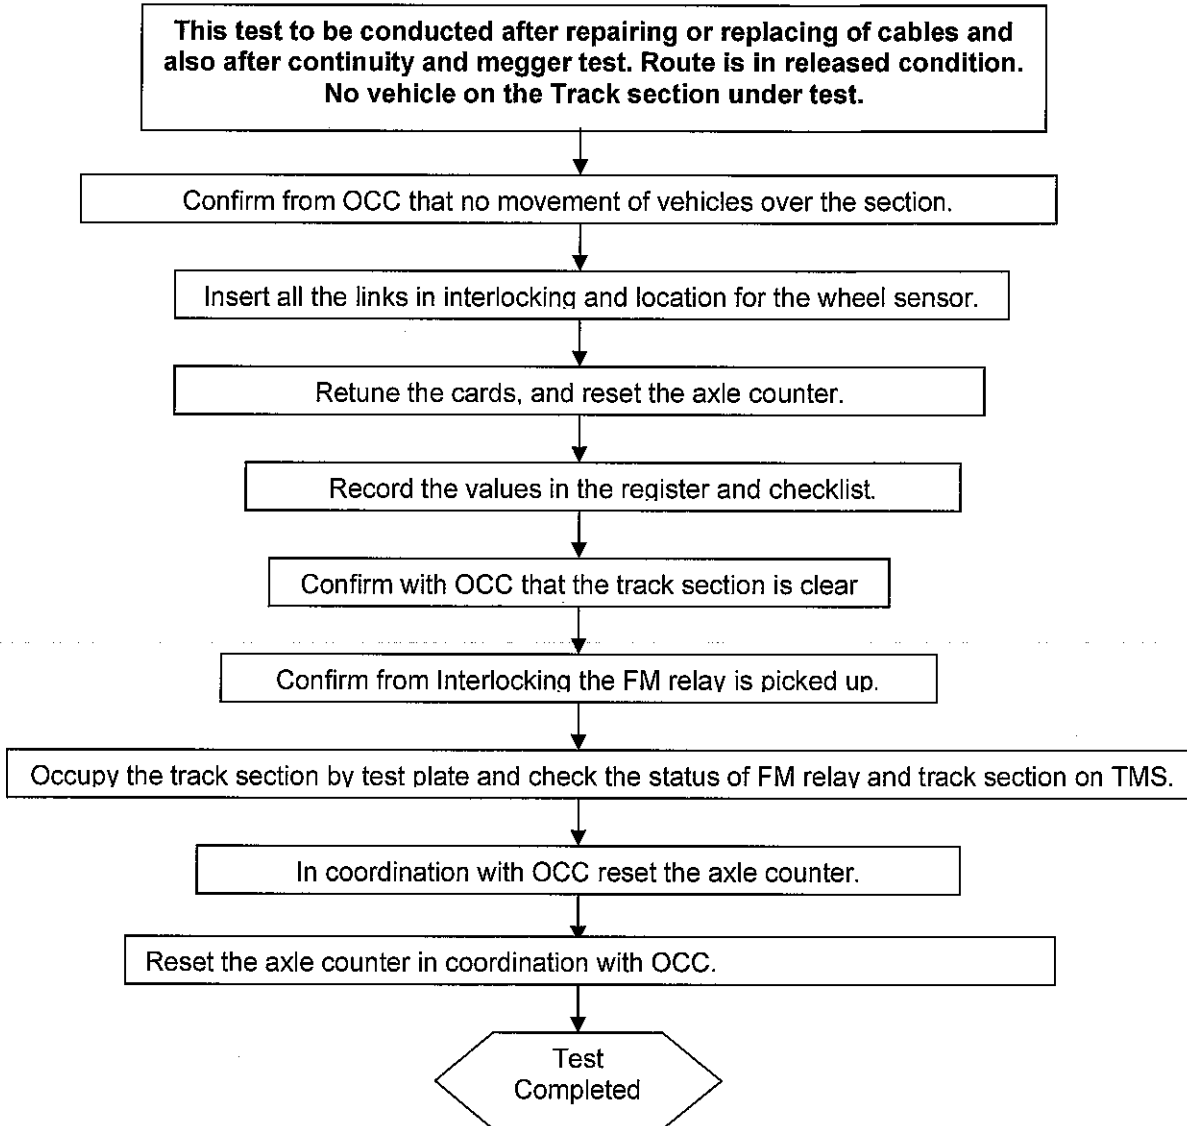 This test to be conducted after repairing or replacing of cables and
also after continuity and megger test. Route is in released condition.
No vehicle on the Track section under test.
Confirm from OCC that no movement of vehicles over the section.
Insert all the links in interlocking and location for the wheel sensor.
Retune the cards, and reset the axle counter.
Record the values in the register and checklist.
Confirm with OCC that the track section is clear
Confirm from Interlocking the FM relay is picked up.
Occupy the track section by test plate and check the status of FM relay and track section on TMS.
In coordination with OCC reset the axle counter.
Reset the axle counter in coordination with OCC.
Test
Completed